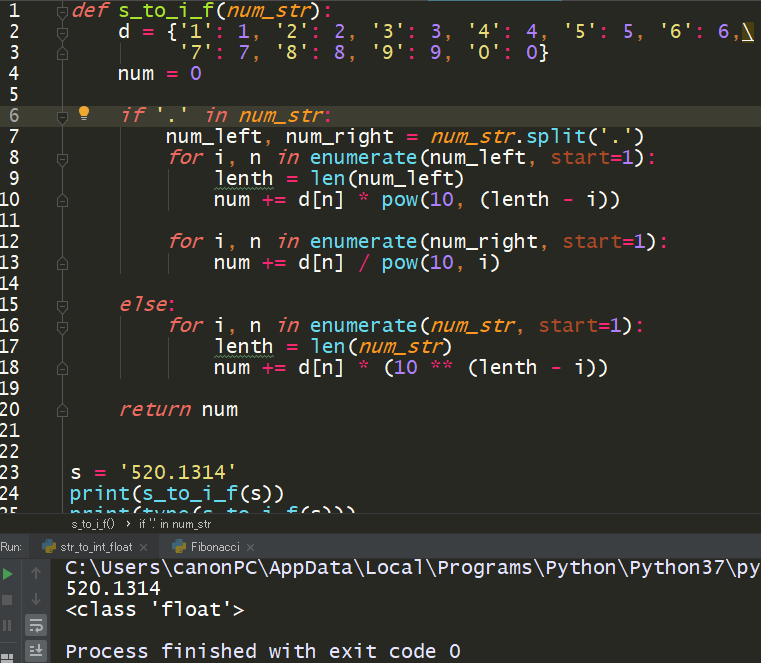 1 def s_to_i_f(num_str):
2 d = {'1': 1, '2': 2, '3': 3, '4': 4, '5': 5, '6': 6,\
3 '7': 7, '8': 8, '9': 9, '0': 0}
4 num = 0
5
6 if '.' in num_str:
7 num_left, num_right = num_str.split('.')
8 for i, n in enumerate(num_left, start=1):
9 lenth = len(num_left)
10 num += d[n] * pow(10, (lenth - i))
11
12 for i, n in enumerate(num_right, start=1):
13 num += d[n] / pow(10, i)
14
15 else:
16 for i, n in enumerate(num_str, start=1):
17 lenth = len(num_str)
18 num += d[n] * (10 ** (lenth - i))
19
20 return num
21
22
23 s = '520.1314'
24 print(s_to_i_f(s))
25 print(type(s_to_i_f(s)))
s_to_i_f() › if '.' in num_str
Run: str_to_int_float × Fibonacci ×
C:\Users\canonPC\AppData\Local\Programs\Python\Python37\py
520.1314
<class 'float'>
Process finished with exit code 0